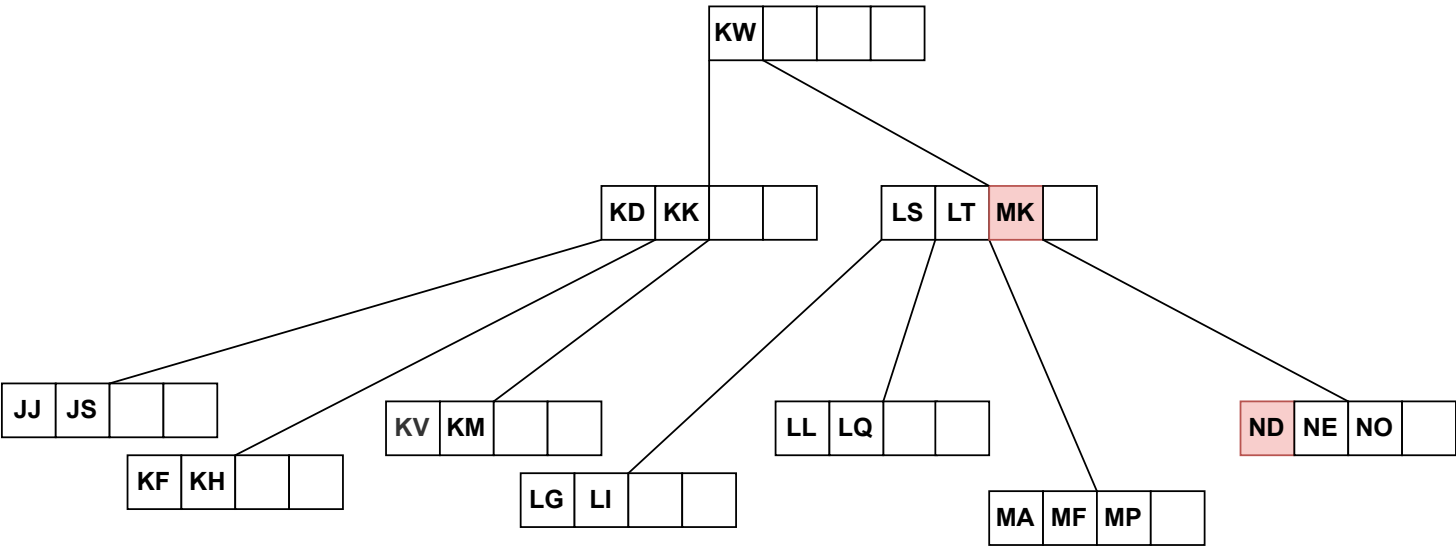 KW
KD KK
LS LT MK
JJ JS
KV KM
LL LQ
ND NE NO
KF KH
LG LI
MA MF MP